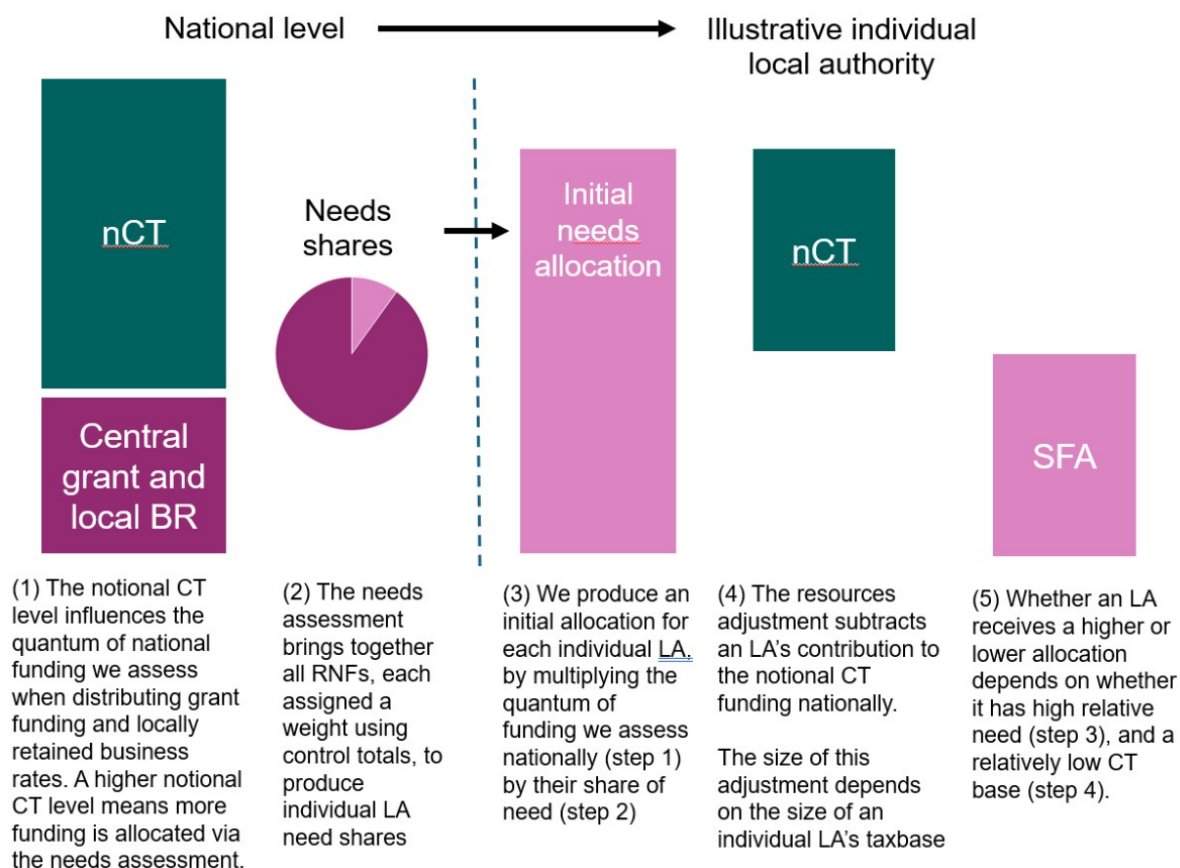 National level
Illustrative individual
local authority
nCT
Central
grant and
local BR
Needs
shares
Initial
needs
allocation
nCT
SFA
(1) The notional CT
level influences the
quantum of national
funding we assess
when distributing grant
funding and locally
retained business
rates. A higher notional
CT level means more
funding is allocated via
the needs assessment.
(2) The needs
assessment
brings together
all RNFs, each
assigned a
weight using
control totals, to
produce
individual LA
need shares
(3) We produce an
initial allocation for
each individual LA,
by multiplying the
quantum of
funding we assess
nationally (step 1)
by their share of
need (step 2)
(4) The resources
adjustment subtracts
an LA's contribution to
the notional CT
funding nationally.
The size of this
adjustment depends
on the size of an
individual LA's taxbase
(5) Whether an LA
receives a higher or
lower allocation
depends on whether
it has high relative
need (step 3), and a
relatively low CT
base (step 4).